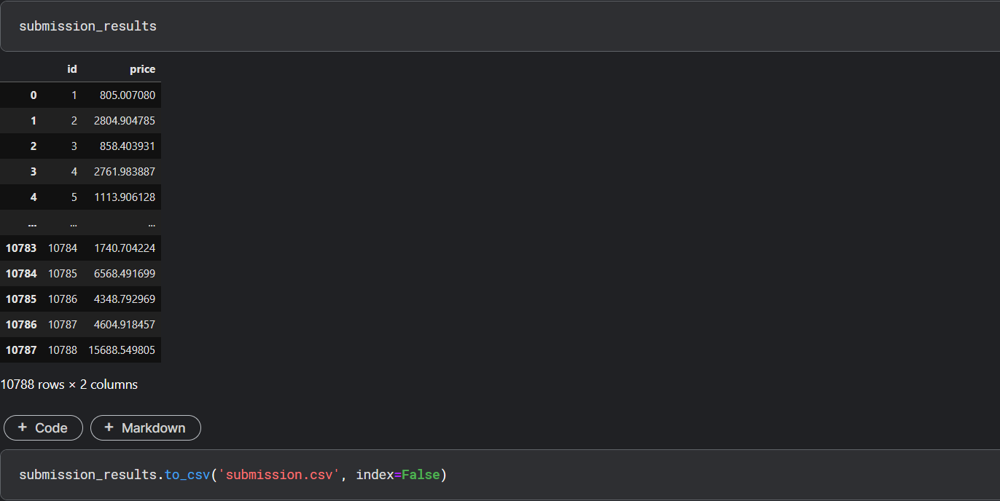 submission_results
id price
0 1 805.007080
1 2 2804.904785
2 3 858.403931
3 4 2761.983887
4 5 1113.906128
... ... ...
10783 10784 1740.704224
10784 10785 6568.491699
10785 10786 4348.792969
10786 10787 4604.918457
10787 10788 15688.549805
10788 rows × 2 columns
+ Code + Markdown
submission_results.to_csv('submission.csv', index=False)